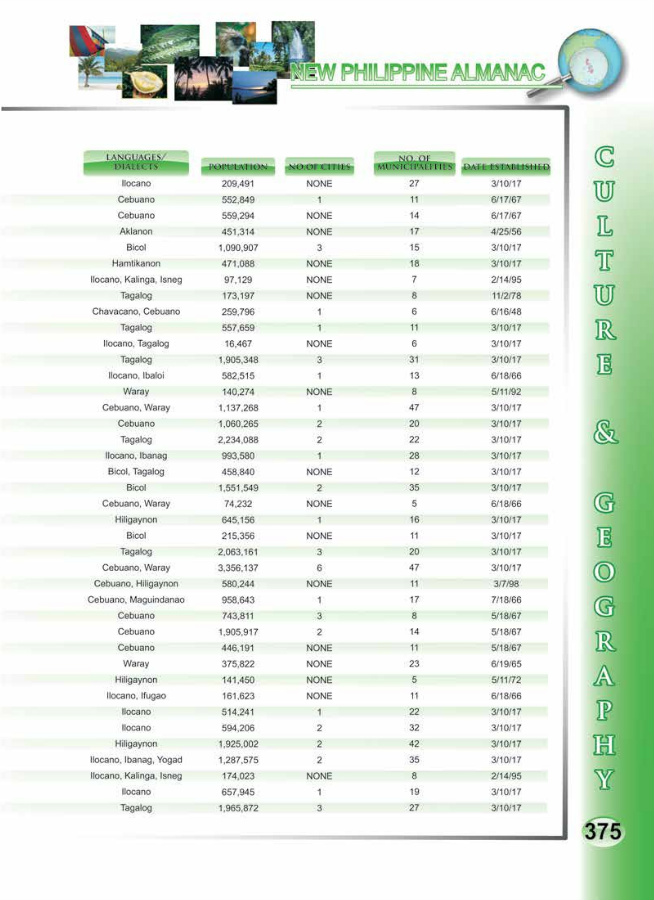 NEW PHILIPPINE ALMANAC
LANGUAGES/
DIALECTS POPULATION NO.OF CITIES NO. OF MUNICIPALITIES DATE ESTABLISHED
Ilocano 209,491 NONE 27 3/10/17
Cebuano 552,849 1 11 6/17/67
Cebuano 559,294 NONE 14 6/17/67
Aklanon 451,314 NONE 17 4/25/56
Bicol 1,090,907 3 15 3/10/17
Hamtikanon 471,088 NONE 18 3/10/17
Ilocano, Kalinga, Isneg 97,129 NONE 7 2/14/95
Tagalog 173,197 NONE 8 11/2/78
Chavacano, Cebuano 259,796 1 6 6/16/48
Tagalog 557,659 1 11 3/10/17
Ilocano, Tagalog 16,467 NONE 6 3/10/17
Tagalog 1,905,348 3 31 3/10/17
Ilocano, Ibaloi 582,515 1 13 6/18/66
Waray 140,274 NONE 8 5/11/92
Cebuano, Waray 1,137,268 1 47 3/10/17
Cebuano 1,060,265 2 20 3/10/17
Tagalog 2,234,088 2 22 3/10/17
Ilocano, Ibanag 993,580 1 28 3/10/17
Bicol, Tagalog 458,840 NONE 12 3/10/17
Bicol 1,551,549 2 35 3/10/17
Cebuano, Waray 74,232 NONE 5 6/18/66
Hiligaynon 645,156 1 16 3/10/17
Bicol 215,356 NONE 11 3/10/17
Tagalog 2,063,161 3 20 3/10/17
Cebuano, Waray 3,356,137 6 47 3/10/17
Cebuano, Hiligaynon 580,244 NONE 11 3/7/98
Cebuano, Maguindanao 958,643 1 17 7/18/66
Cebuano 743,811 3 8 5/18/67
Cebuano 1,905,917 2 14 5/18/67
Cebuano 446,191 NONE 11 5/18/67
Waray 375,822 NONE 23 6/19/65
Hiligaynon 141,450 NONE 5 5/11/72
Ilocano, Ifugao 161,623 NONE 11 6/18/66
Ilocano 514,241 1 22 3/10/17
Ilocano 594,206 2 32 3/10/17
Hiligaynon 1,925,002 2 42 3/10/17
Ilocano, Ibanag, Yogad 1,287,575 2 35 3/10/17
Ilocano, Kalinga, Isneg 174,023 NONE 8 2/14/95
Ilocano 657,945 1 19 3/10/17
Tagalog 1,965,872 3 27 3/10/17
CULTURE & GEOGRAPHY
375